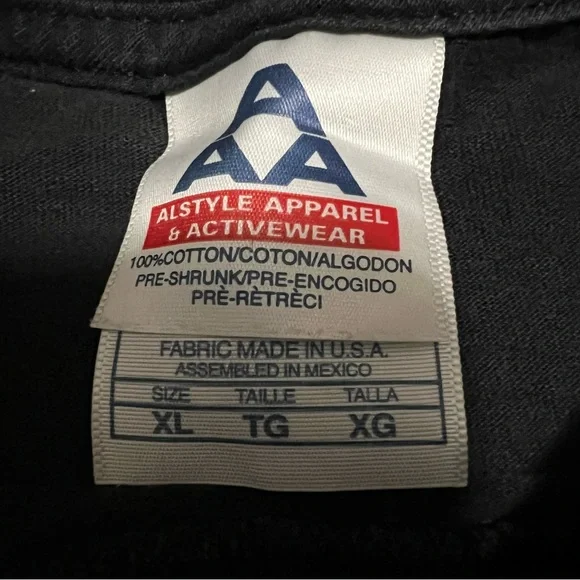 AAA
ALSTYLE APPAREL
& ACTIVEWEAR
100%COTTON/COTON/ALGODON
PRE-SHRUNK/PRE-ENCOGIDO
PRÈ-RÈTRÈCI
FABRIC MADE IN U.S.A.
ASSEMBLED IN MEXICO
SIZE TAILLE TALLA
XL TG XG